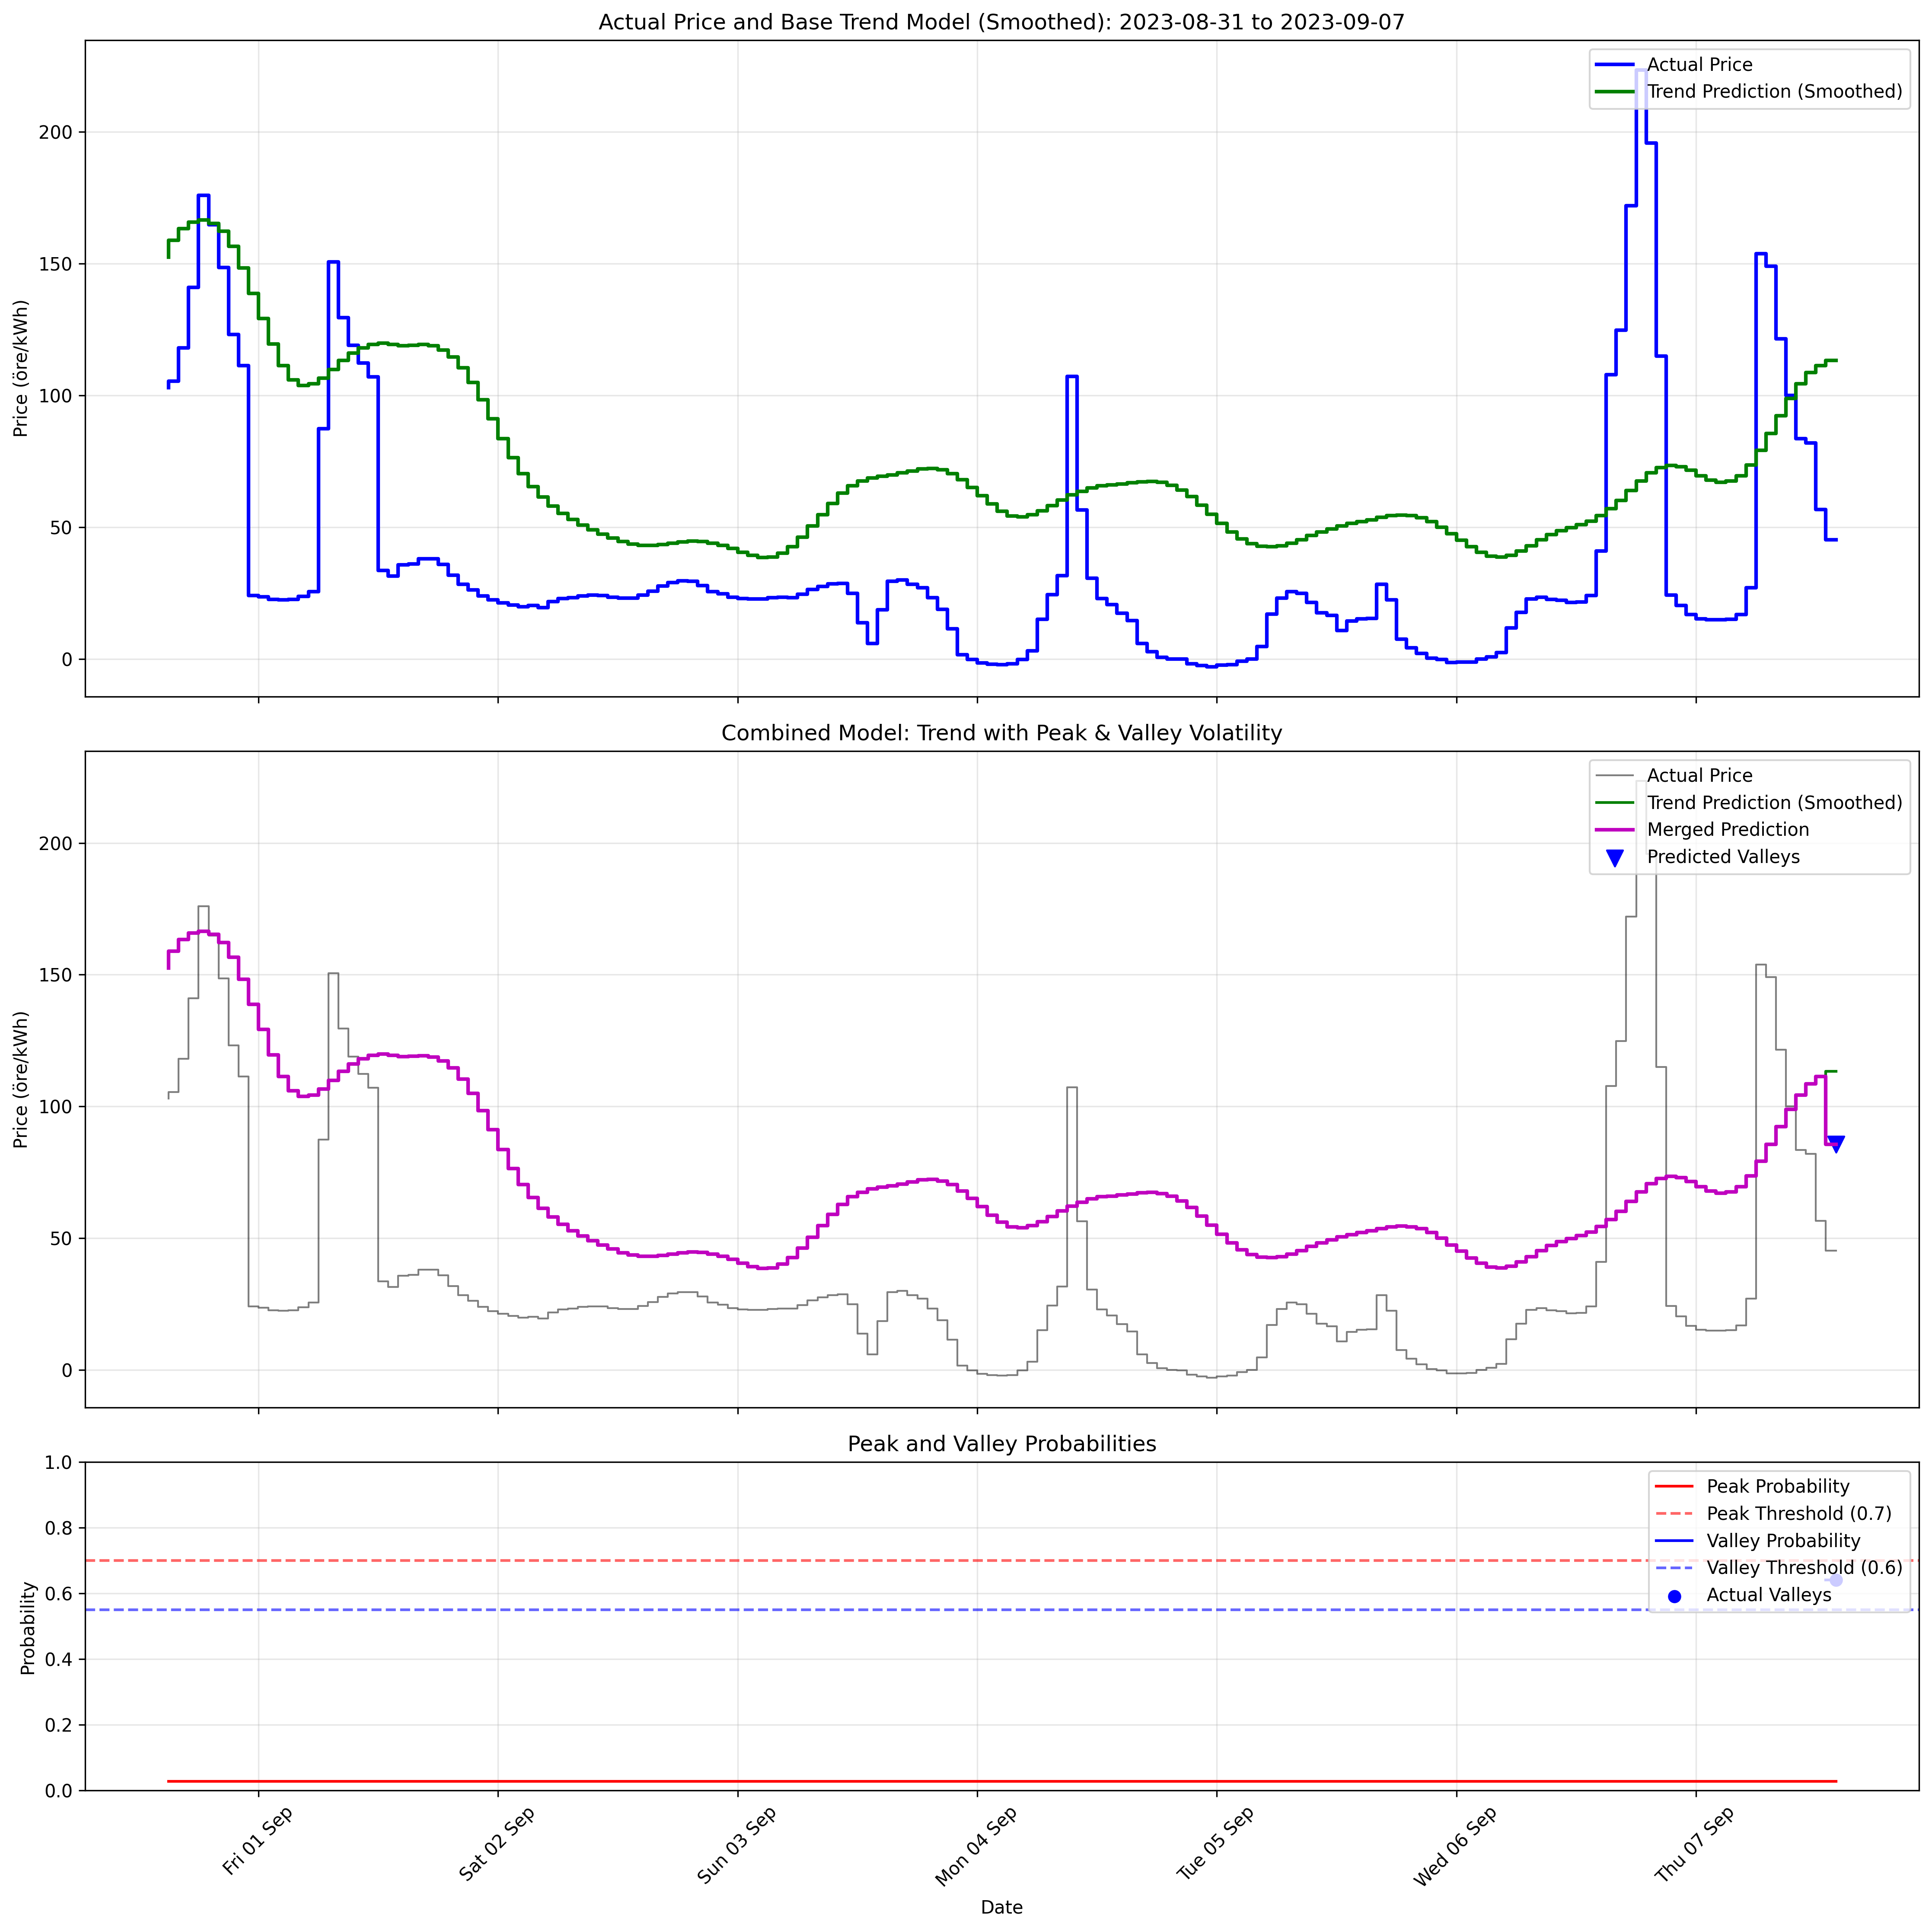 Actual Price and Base Trend Model (Smoothed): 2023-08-31 to 2023-09-07
Price (öre/kWh)
200
150
100
50
0
Actual Price
Trend Prediction (Smoothed)
Combined Model: Trend with Peak & Valley Volatility
Price (öre/kWh)
200
150
100
50
0
Actual Price
Trend Prediction (Smoothed)
Merged Prediction
Predicted Valleys
Peak and Valley Probabilities
Probability
1.0
0.8
0.6
0.4
0.2
0.0
Peak Probability
Peak Threshold (0.7)
Valley Probability
Valley Threshold (0.6)
Actual Valleys
Fri 01 Sep
Sat 02 Sep
Sun 03 Sep
Mon 04 Sep
Tue 05 Sep
Wed 06 Sep
Thu 07 Sep
Date